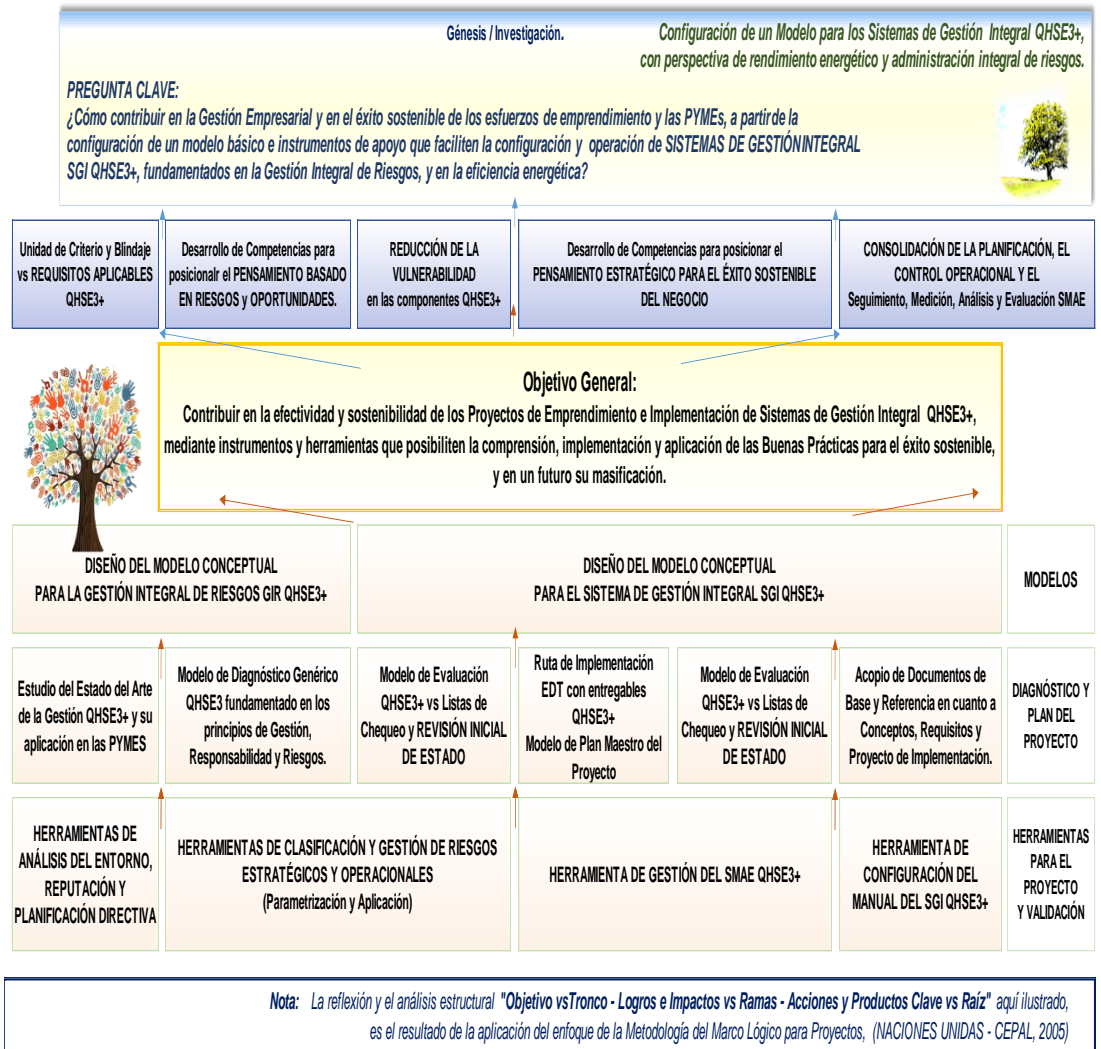 Génesis / Investigación.
Configuración de un Modelo para los Sistemas de Gestión Integral QHSE3+,
con perspectiva de rendimiento energético y administración integral de riesgos.
PREGUNTA CLAVE:
¿Cómo contribuir en la Gestión Empresarial y en el éxito sostenible de los esfuerzos de emprendimiento y las PYMEs, a partir de la
configuración de un modelo básico e instrumentos de apoyo que faciliten la configuración y operación de SISTEMAS DE GESTIÓN INTEGRAL
SGI QHSE3+, fundamentados en la Gestión Integral de Riesgos, y en la eficiencia energética?
Unidad de Criterio y Blindaje
vs REQUISITOS APLICABLES
QHSE3+
Desarrollo de Competencias para
posicionalr el PENSAMIENTO BASADO
EN RIESGOS y OPORTUNIDADES.
REDUCCIÓN DE LA
VULNERABILIDAD
en las componentes QHSE3+
Desarrollo de Competencias para posicionar el
PENSAMIENTO ESTRATÉGICO PARA EL ÉXITO SOSTENIBLE
DEL NEGOCIO
CONSOLIDACIÓN DE LA PLANIFICACIÓN, EL
CONTROL OPERACIONAL Y EL
Seguimiento, Medición, Análisis y Evaluación SMAE
Objetivo General:
Contribuir en la efectividad y sostenibilidad de los Proyectos de Emprendimiento e Implementación de Sistemas de Gestión Integral QHSE3+,
mediante instrumentos y herramientas que posibiliten la comprensión, implementación y aplicación de las Buenas Prácticas para el éxito sostenible,
y en un futuro su masificación.
DISEÑO DEL MODELO CONCEPTUAL
PARA LA GESTIÓN INTEGRAL DE RIESGOS GIR QHSE3+
DISEÑO DEL MODELO CONCEPTUAL
PARA EL SISTEMA DE GESTIÓN INTEGRAL SGI QHSE3+
MODELOS
Estudio del Estado del Arte
de la Gestión QHSE3+ y su
aplicación en las PYMES
Modelo de Diagnóstico Genérico
QHSE3 fundamentado en los
principios de Gestión,
Responsabilidad y Riesgos.
Modelo de Evaluación
QHSE3+ vs Listas de
Chequeo y REVISIÓN INICIAL
DE ESTADO
Ruta de Implementación
EDT con entregables
QHSE3+
Modelo de Plan Maestro del
Proyecto
Modelo de Evaluación
QHSE3+ vs Listas de
Chequeo y REVISIÓN INICIAL
DE ESTADO
Acopio de Documentos de
Base y Referencia en cuanto a
Conceptos, Requisitos y
Proyecto de Implementación.
DIAGNÓSTICO Y
PLAN DEL
PROYECTO
HERRAMIENTAS DE
ANÁLISIS DEL ENTORNO,
REPUTACIÓN Y
PLANIFICACIÓN DIRECTIVA
HERRAMIENTAS DE CLASIFICACIÓN Y GESTIÓN DE RIESGOS
ESTRATÉGICOS Y OPERACIONALES
(Parametrización y Aplicación)
HERRAMIENTA DE GESTIÓN DEL SMAE QHSE3+
HERRAMIENTA DE
CONFIGURACIÓN DEL
MANUAL DEL SGI QHSE3+
HERRAMIENTAS
PARA EL
PROYECTO
Y VALIDACIÓN
Nota: La reflexión y el análisis estructural "Objetivo vsTronco - Logros e Impactos vs Ramas - Acciones y Productos Clave vs Raíz" aquí ilustrado,
es el resultado de la aplicación del enfoque de la Metodología del Marco Lógico para Proyectos, (NACIONES UNIDAS - CEPAL, 2005)